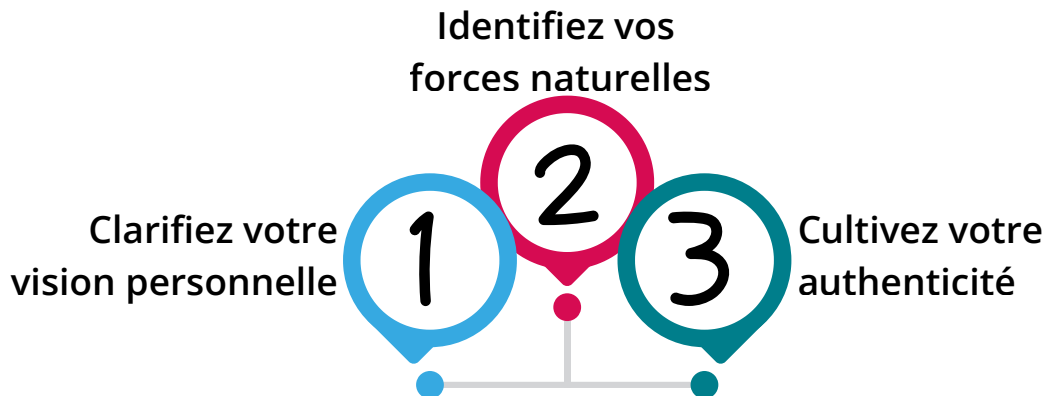 1
Clarifiez votre
vision personnelle
2
Identifiez vos
forces naturelles
3
Cultivez votre
authenticité